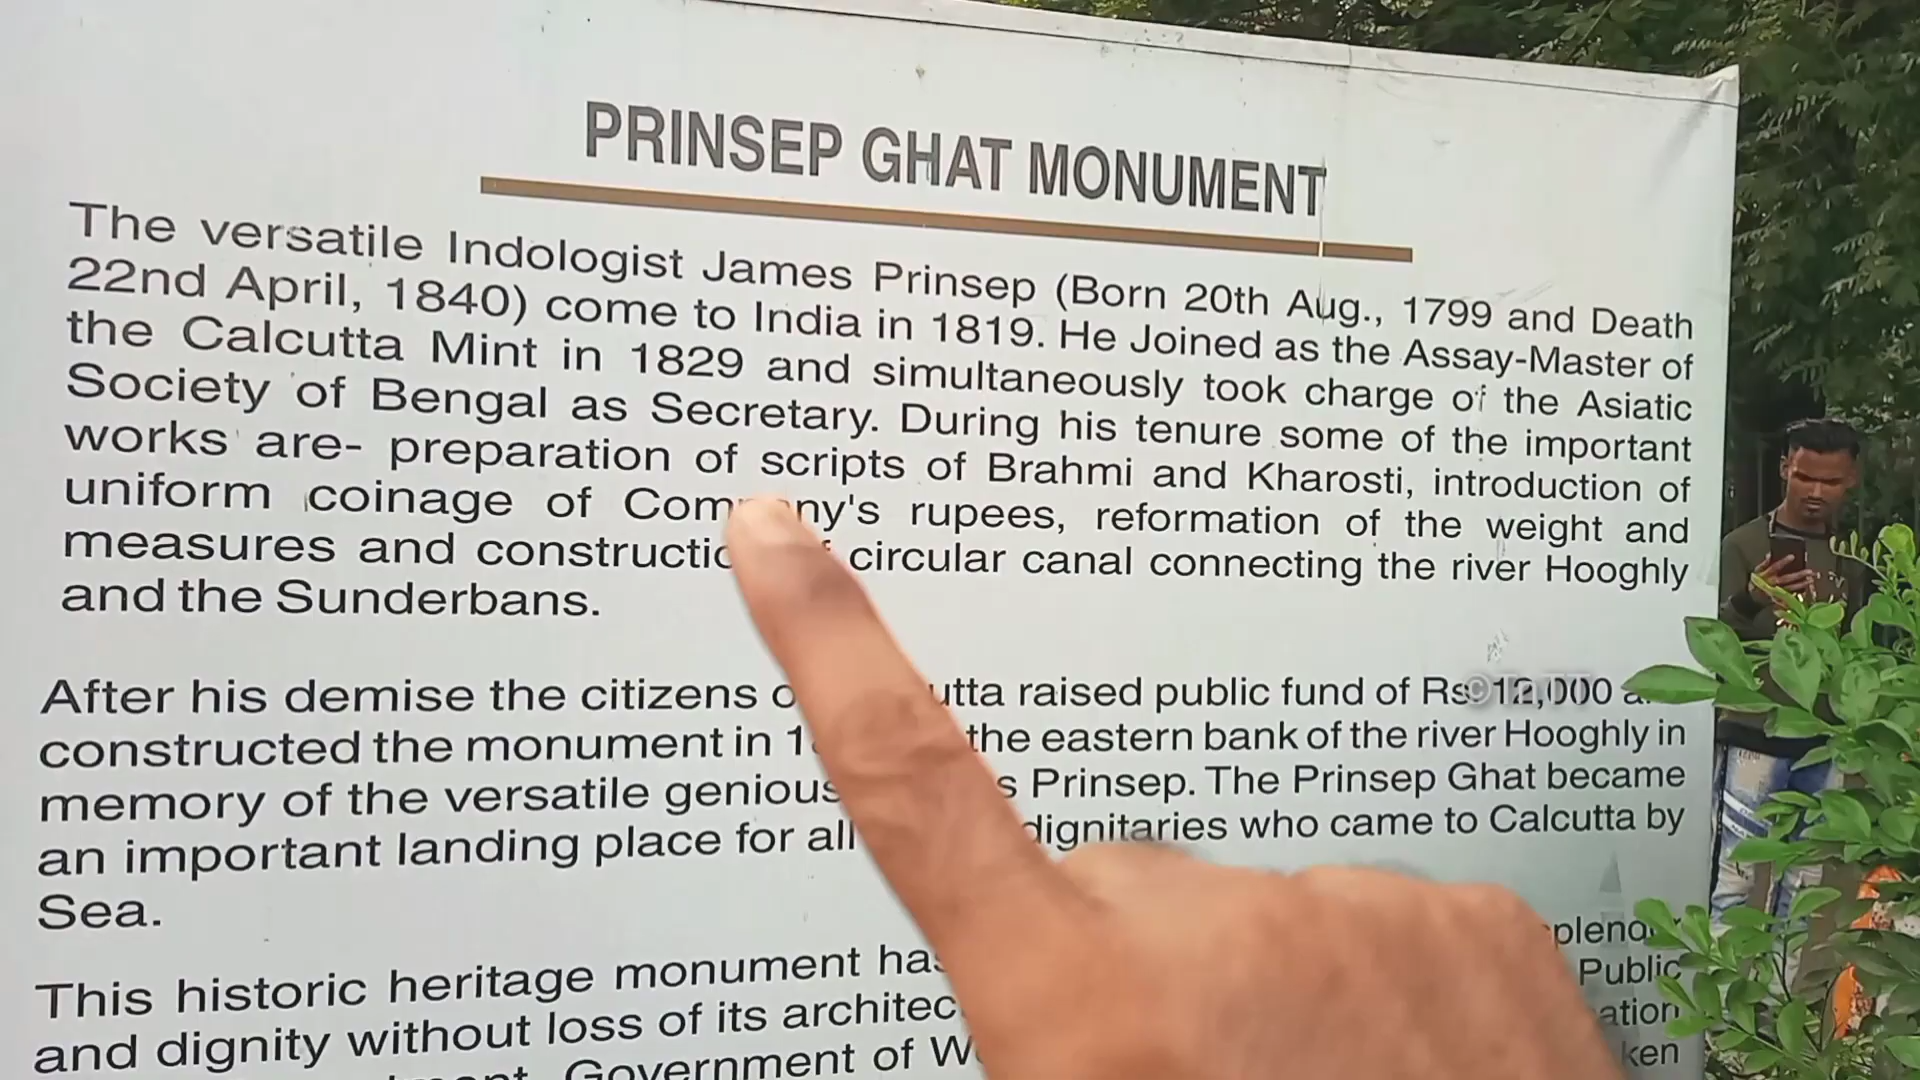 PRINSEP GHAT MONUMENT
The versatile Indologist James Prinsep (Born 20th Aug., 1799 and Death
22nd April, 1840) come to India in 1819. He Joined as the Assay-Master of
the Calcutta Mint in 1829 and simultaneously took charge of the Asiatic
Society of Bengal as Secretary. During his tenure some of the important
works are- preparation of scripts of Brahmi and Kharosti, introduction of
uniform coinage of rupees, reformation of the weight and
measures and circular canal connecting the river Hooghly
and the Sunderbans.
After his demise the citizens raised public fund of Rs 12,000
constructed the monument in the eastern bank of the river Hooghly in
memory of the versatile genious Prinsep. The Prinsep Ghat became
an important landing place for all dignitaries who came to Calcutta by
Sea.
This historic heritage monument
and dignity without loss of its Public
Government of